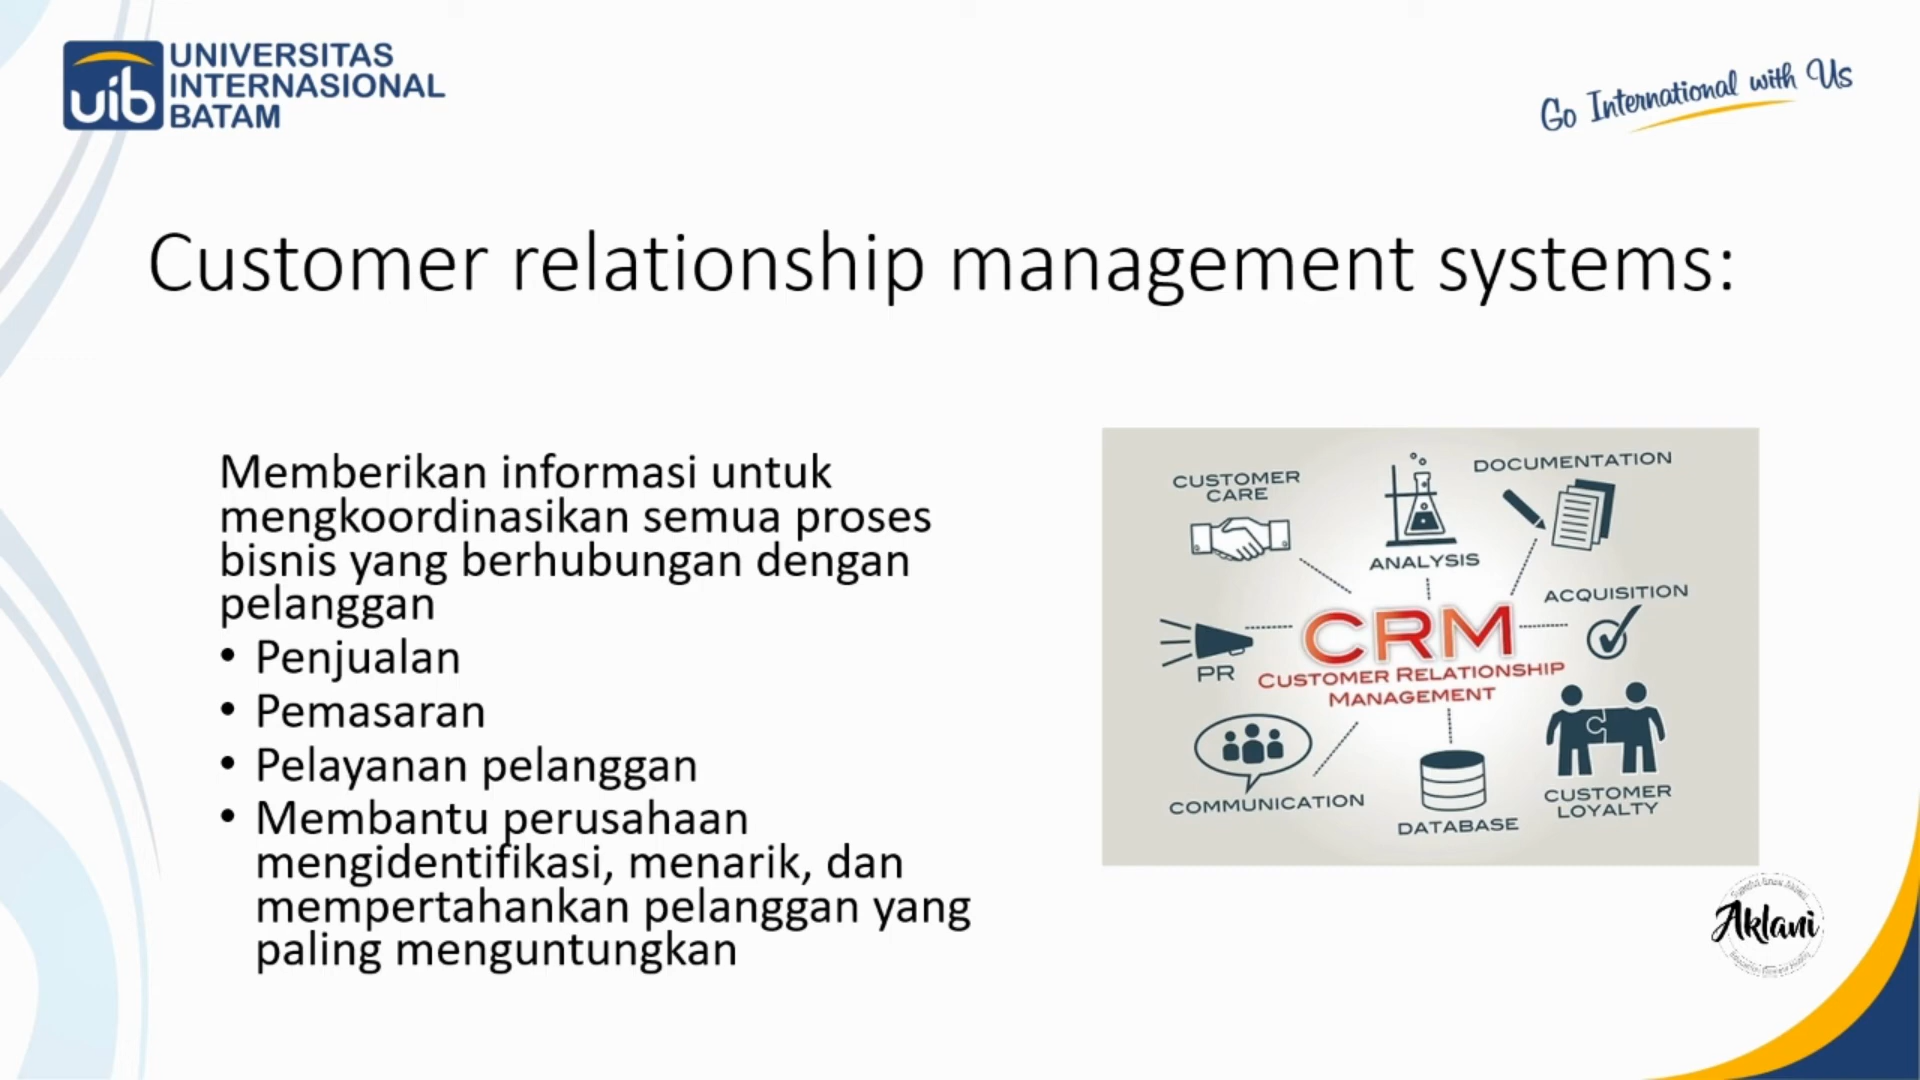 uib
UNIVERSITAS
INTERNASIONAL
BATAM
Go International with Us
Customer relationship management systems:
Memberikan informasi untuk
mengkoordinasikan semua proses
bisnis yang berhubungan dengan
pelanggan
• Penjualan
• Pemasaran
• Pelayanan pelanggan
• Membantu perusahaan
mengidentifikasi, menarik, dan
mempertahankan pelanggan yang
paling menguntungkan
CUSTOMER
CARE
ANALYSIS
DOCUMENTATION
ACQUISITION
PR
CRM
CUSTOMER RELATIONSHIP
MANAGEMENT
COMMUNICATION
DATABASE
CUSTOMER
LOYALTY
Aklani